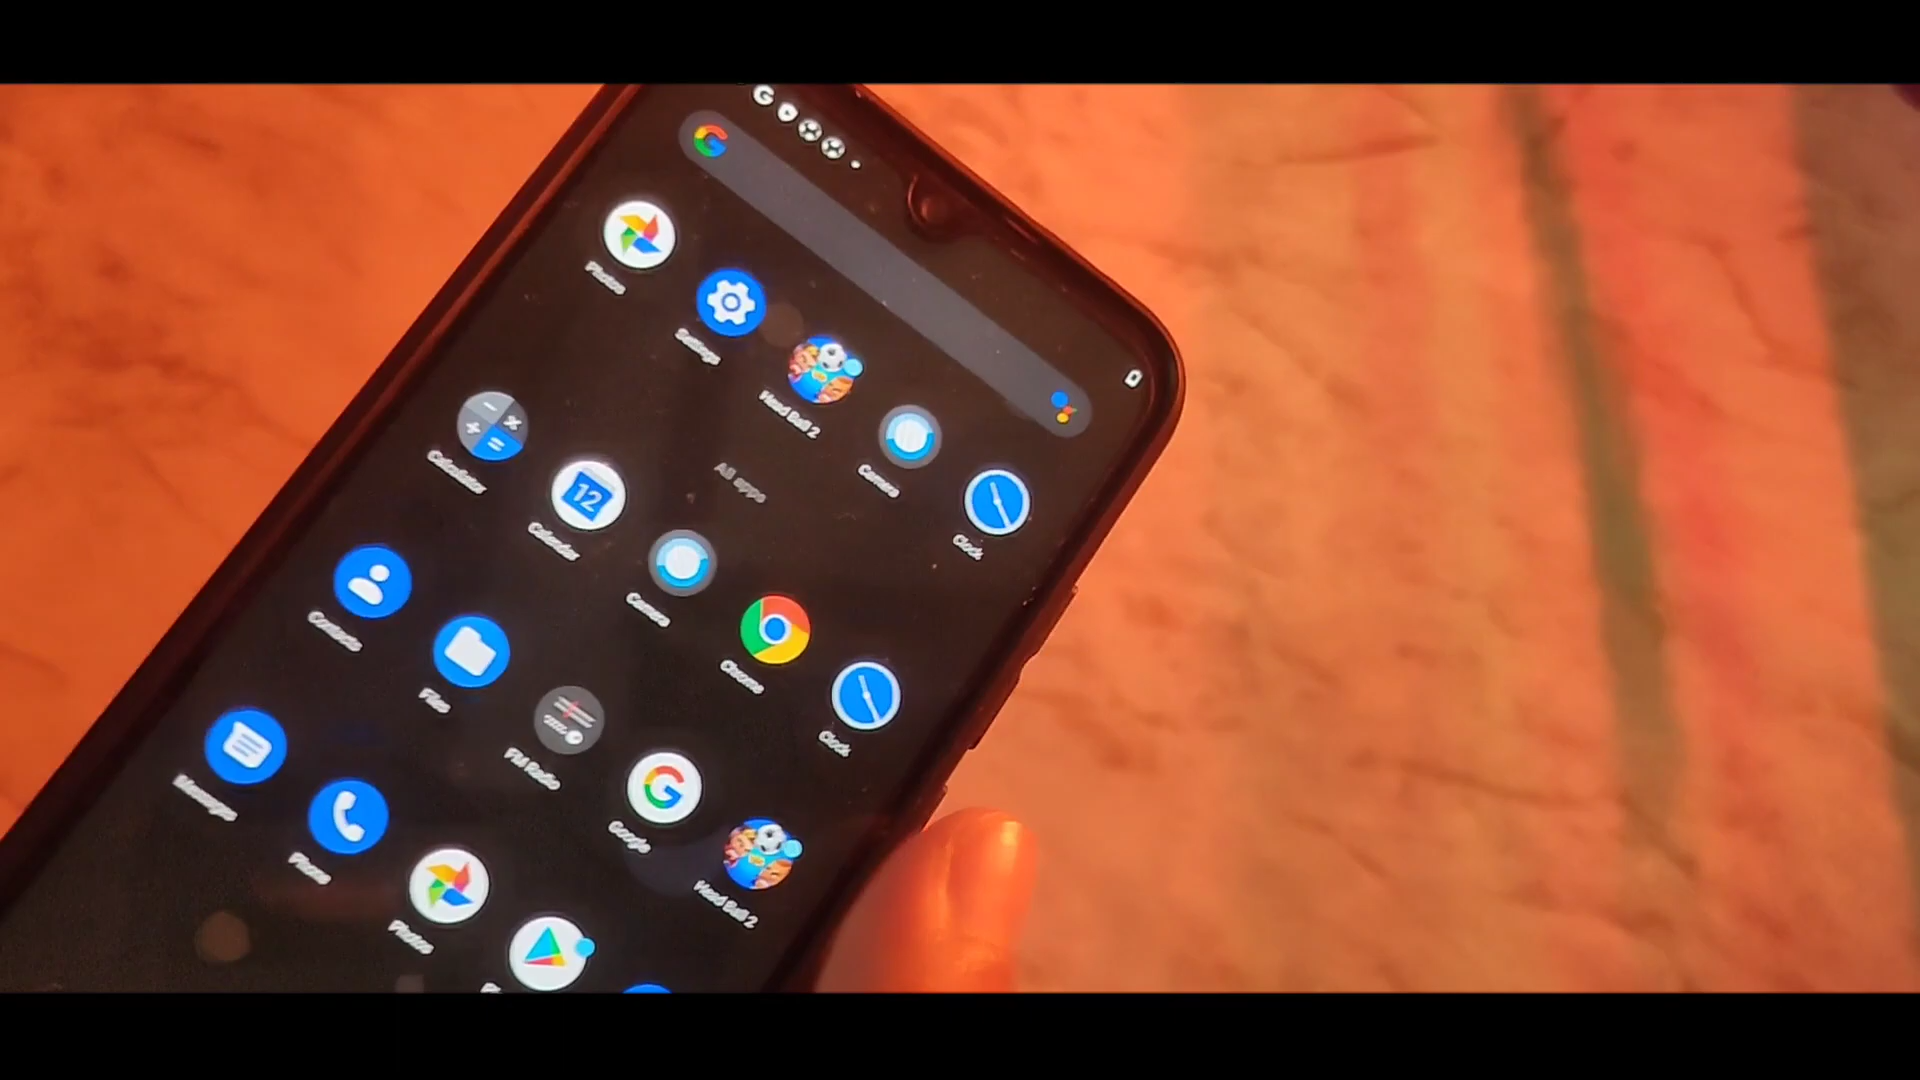 Photos
Settings
Head Ball 2
Camera
Clock
All apps
Calculator
Calendar
12
Camera
Chrome
Clock
Contacts
Files
FM Radio
Google
Head Ball 2
Messages
Phone
Photos